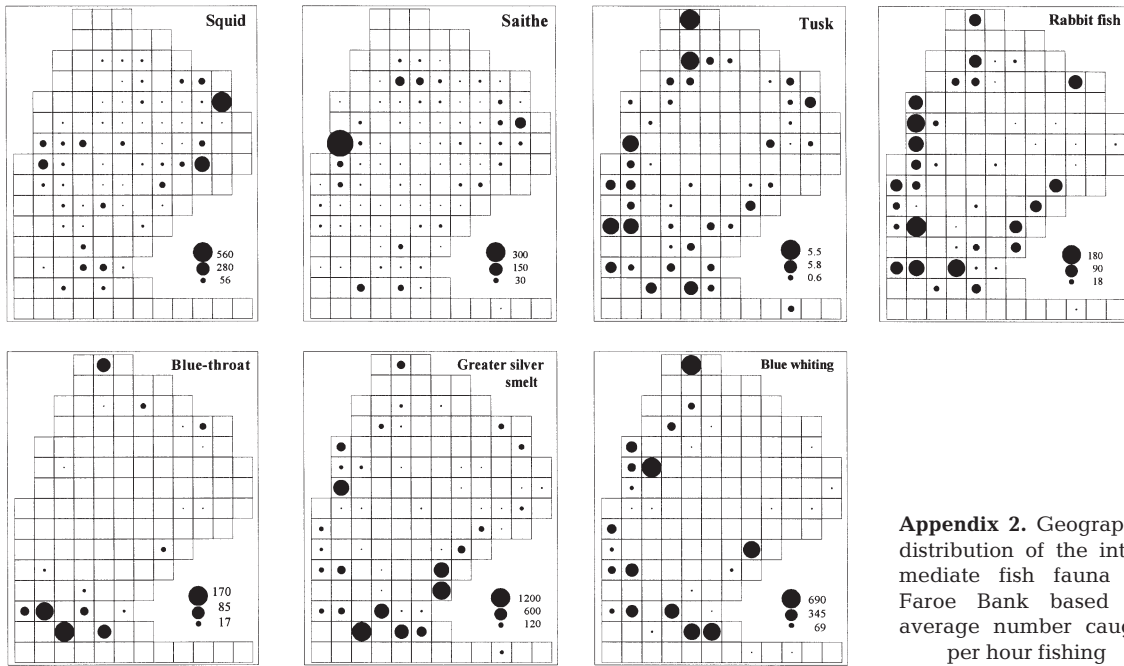 Squid
560
280
56
Saithe
300
150
30
Tusk
5.5
5.8
0.6
Rabbit fish
180
90
18
Blue-throat
170
85
17
Greater silver
smelt
1200
600
120
Blue whiting
690
345
69
Appendix 2. Geograp
distribution of the int
mediate fish fauna
Faroe Bank based
average number caug
per hour fishing